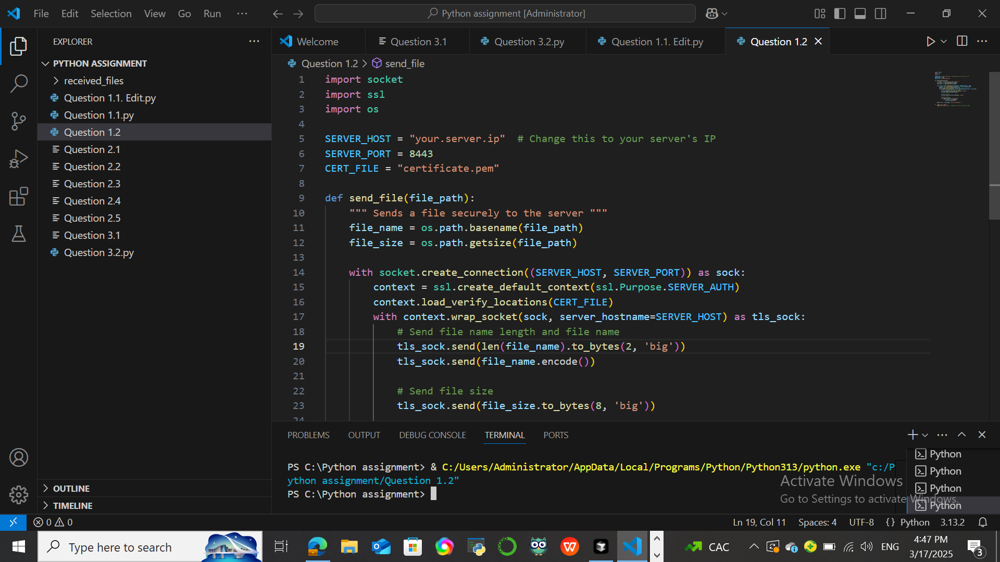 File Edit Selection View Go Run ···
Python assignment [Administrator]
EXPLORER
PYTHON ASSIGNMENT
received_files
Question 1.1. Edit.py
Question 1.1.py
Question 1.2
Question 2.1
Question 2.2
Question 2.3
Question 2.4
Question 2.5
Question 3.1
Question 3.2.py
OUTLINE
TIMELINE
Welcome Question 3.1 Question 3.2.py Question 1.1. Edit.py Question 1.2
Question 1.2 > send_file
1 import socket
2 import ssl
3 import os
4
5 SERVER_HOST = "your.server.ip"  # Change this to your server's IP
6 SERVER_PORT = 8443
7 CERT_FILE = "certificate.pem"
8
9 def send_file(file_path):
10     """ Sends a file securely to the server """
11     file_name = os.path.basename(file_path)
12     file_size = os.path.getsize(file_path)
13
14     with socket.create_connection((SERVER_HOST, SERVER_PORT)) as sock:
15         context = ssl.create_default_context(ssl.Purpose.SERVER_AUTH)
16         context.load_verify_locations(CERT_FILE)
17         with context.wrap_socket(sock, server_hostname=SERVER_HOST) as tls_sock:
18             # Send file name length and file name
19             tls_sock.send(len(file_name).to_bytes(2, 'big'))
20             tls_sock.send(file_name.encode())
21
22             # Send file size
23             tls_sock.send(file_size.to_bytes(8, 'big'))
24
PROBLEMS OUTPUT DEBUG CONSOLE TERMINAL PORTS
PS C:\Python assignment> & C:/Users/Administrator/AppData/Local/Programs/Python/Python313/python.exe "c:/P
ython assignment/Question 1.2"
PS C:\Python assignment>
Python
Python
Python
Python
Activate Windows
Go to Settings to activate Windows.
0 0
Ln 19, Col 11 Spaces: 4 UTF-8 {} Python 3.13.2
Type here to search
CAC
ENG
4:47 PM
3/17/2025
3